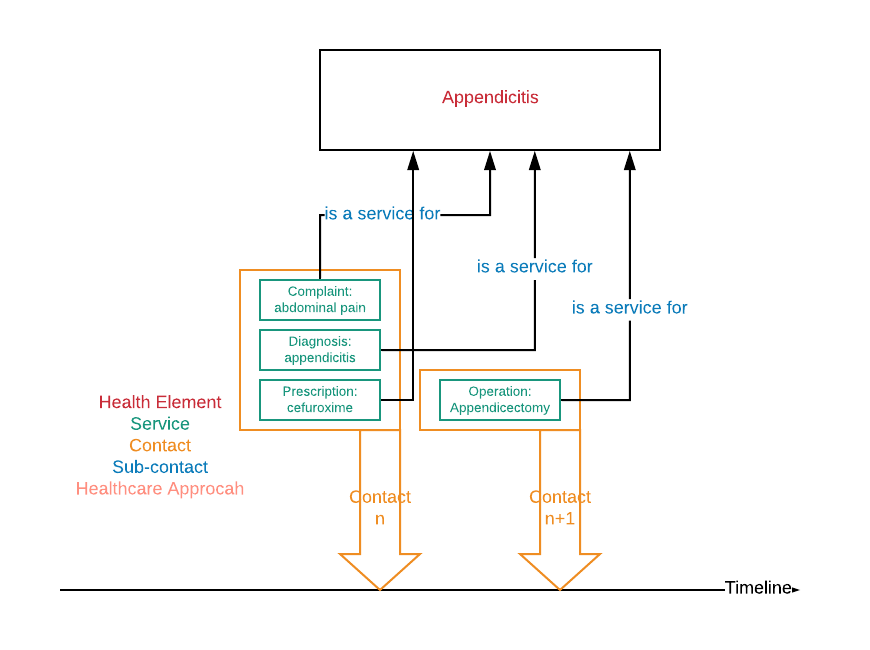 Appendicitis
is a service for
is a service for
is a service for
Complaint:
abdominal pain
Diagnosis:
appendicitis
Prescription:
cefuroxime
Operation:
Appendicectomy
Health Element
Service
Contact
Sub-contact
Healthcare Approcah
Contact
n
Contact
n+1
Timeline